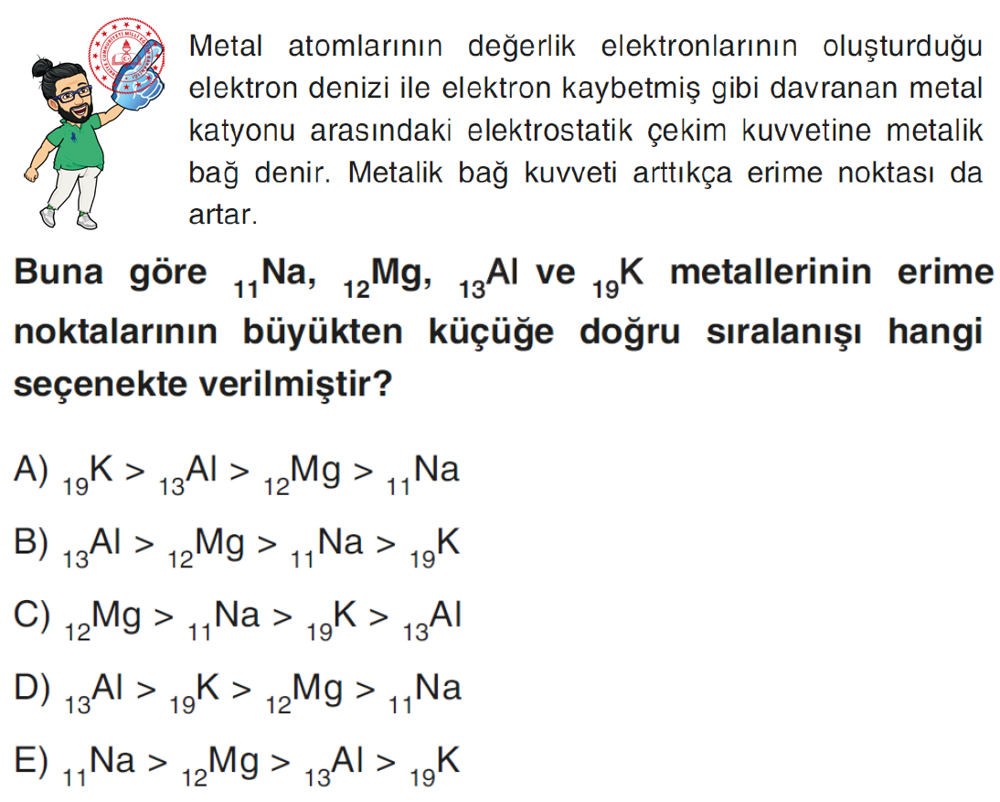 Metal atomlarının değerlik elektronlarının oluşturduğu
elektron denizi ile elektron kaybetmiş gibi davranan metal
katyonu arasındaki elektrostatik çekim kuvvetine metalik
bağ denir. Metalik bağ kuvveti arttıkça erime noktası da
artar.
Buna göre ₁₁Na, ₁₂Mg, ₁₃Al ve ₁₉K metallerinin erime
noktalarının büyükten küçüğe doğru sıralanışı hangi
seçenekte verilmiştir?
A) ₁₉K > ₁₃Al > ₁₂Mg > ₁₁Na
B) ₁₃Al > ₁₂Mg > ₁₁Na > ₁₉K
C) ₁₂Mg > ₁₁Na > ₁₉K > ₁₃Al
D) ₁₃Al > ₁₉K > ₁₂Mg > ₁₁Na
E) ₁₁Na > ₁₂Mg > ₁₃Al > ₁₉K